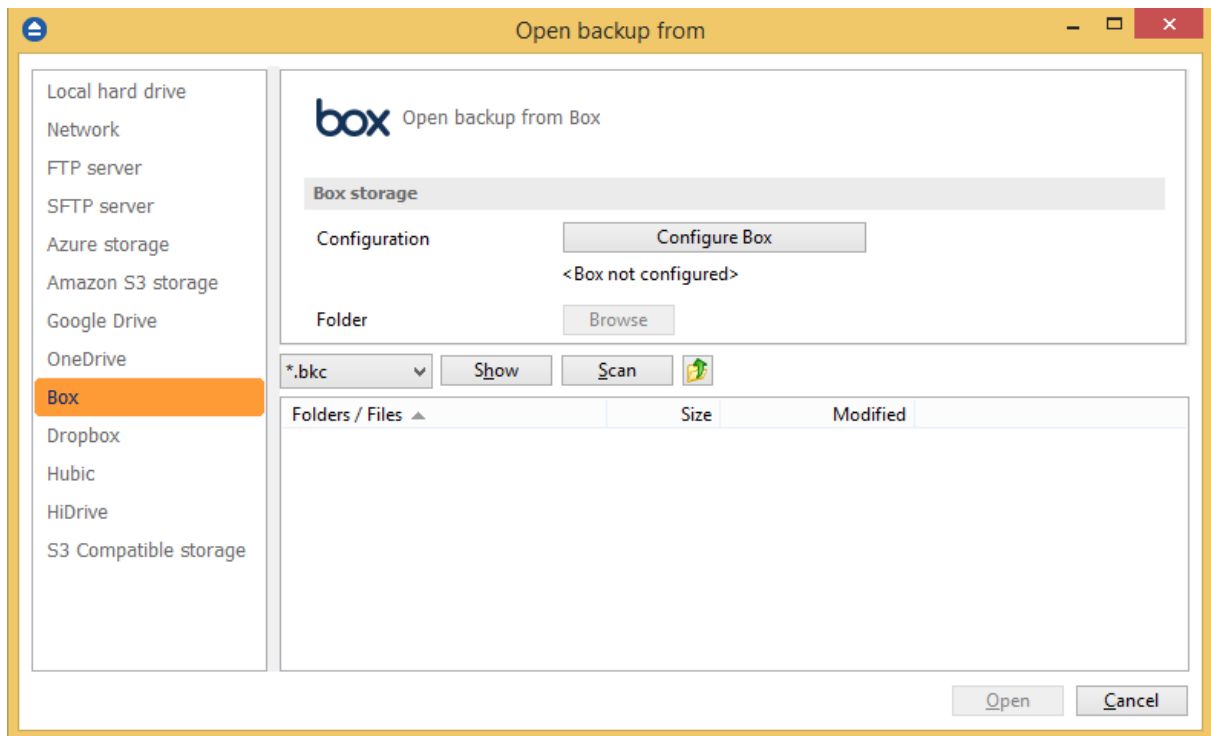 Open backup from
Local hard drive
Network
FTP server
SFTP server
Azure storage
Amazon S3 storage
Google Drive
OneDrive
Box
Dropbox
Hubic
HiDrive
S3 Compatible storage
box Open backup from Box
Box storage
Configuration Configure Box
<Box not configured>
Folder Browse
*.bkc Show Scan
Folders / Files Size Modified
Open Cancel